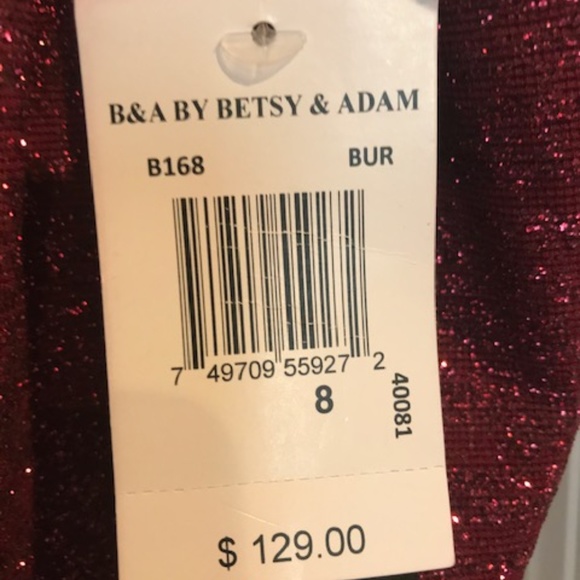 B&A BY BETSY & ADAM
B168 BUR
7 49709 55927 2
8
40081
$ 129.00